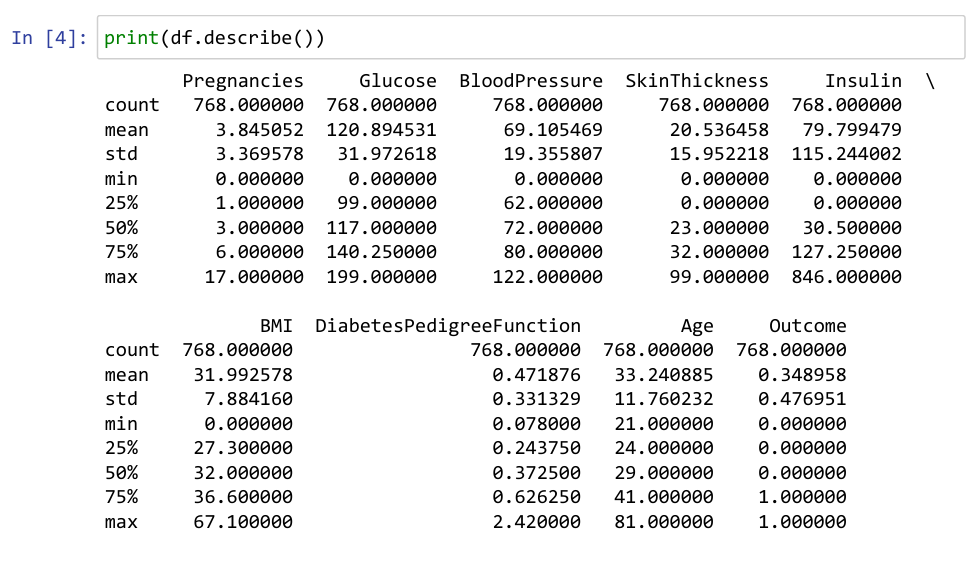 In [4]: print(df.describe())
       Pregnancies     Glucose  BloodPressure  SkinThickness     Insulin  \
count   768.000000  768.000000     768.000000     768.000000  768.000000
mean      3.845052  120.894531      69.105469      20.536458   79.799479
std       3.369578   31.972618      19.355807      15.952218  115.244002
min       0.000000    0.000000       0.000000       0.000000    0.000000
25%       1.000000   99.000000      62.000000       0.000000    0.000000
50%       3.000000  117.000000      72.000000      23.000000   30.500000
75%       6.000000  140.250000      80.000000      32.000000  127.250000
max      17.000000  199.000000     122.000000      99.000000  846.000000
              BMI  DiabetesPedigreeFunction         Age     Outcome
count  768.000000                768.000000  768.000000  768.000000
mean    31.992578                  0.471876   33.240885    0.348958
std      7.884160                  0.331329   11.760232    0.476951
min      0.000000                  0.078000   21.000000    0.000000
25%     27.300000                  0.243750   24.000000    0.000000
50%     32.000000                  0.372500   29.000000    0.000000
75%     36.600000                  0.626250   41.000000    1.000000
max     67.100000                  2.420000   81.000000    1.000000